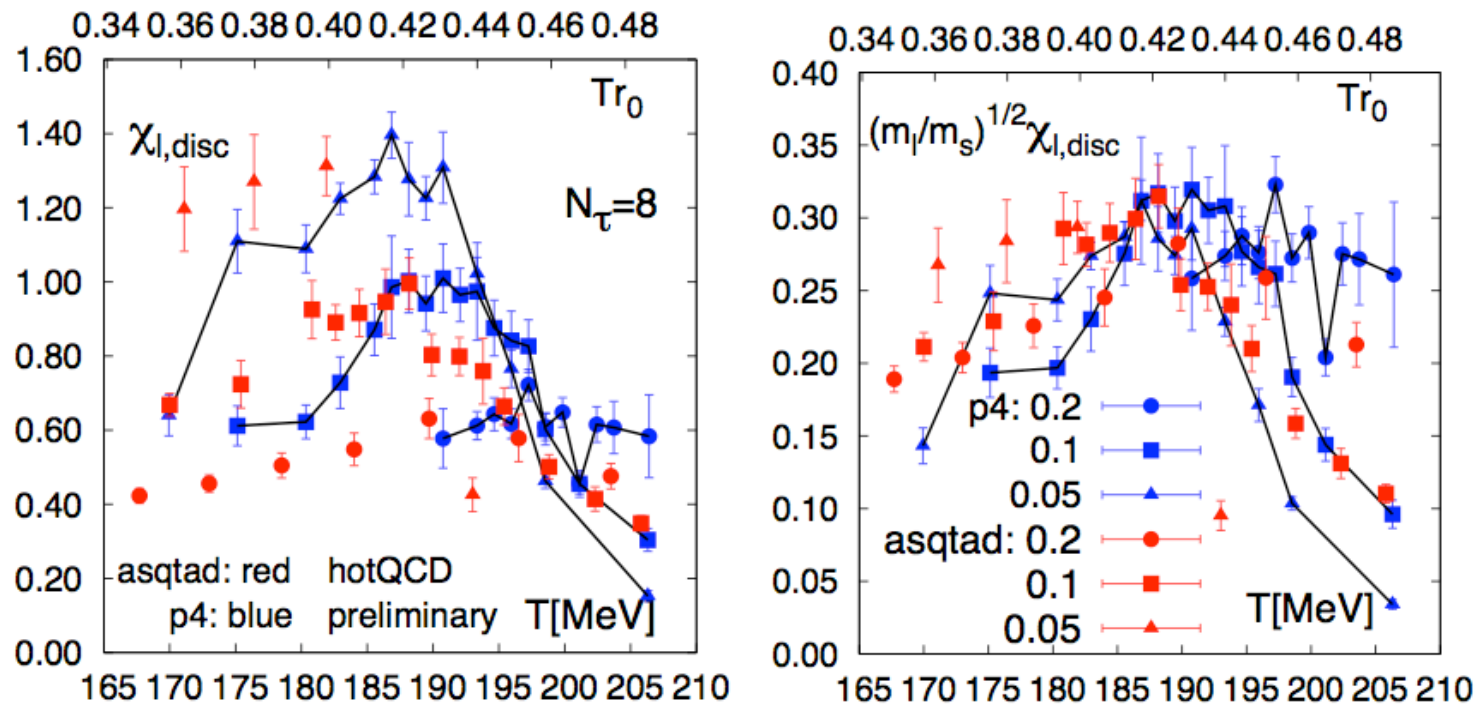 0.34 0.36 0.38 0.40 0.42 0.44 0.46 0.48
1.60
1.40
1.20
1.00
0.80
0.60
0.40
0.20
0.00
Tr0
χl,disc
Nτ=8
asqtad: red hotQCD
p4: blue preliminary T[MeV]
165 170 175 180 185 190 195 200 205 210
0.34 0.36 0.38 0.40 0.42 0.44 0.46 0.48
0.40
0.35
0.30
0.25
0.20
0.15
0.10
0.05
0.00
Tr0
(ml/ms)1/2χl,disc
p4: 0.2
0.1
0.05
asqtad: 0.2
0.1
0.05
T[MeV]
165 170 175 180 185 190 195 200 205 210